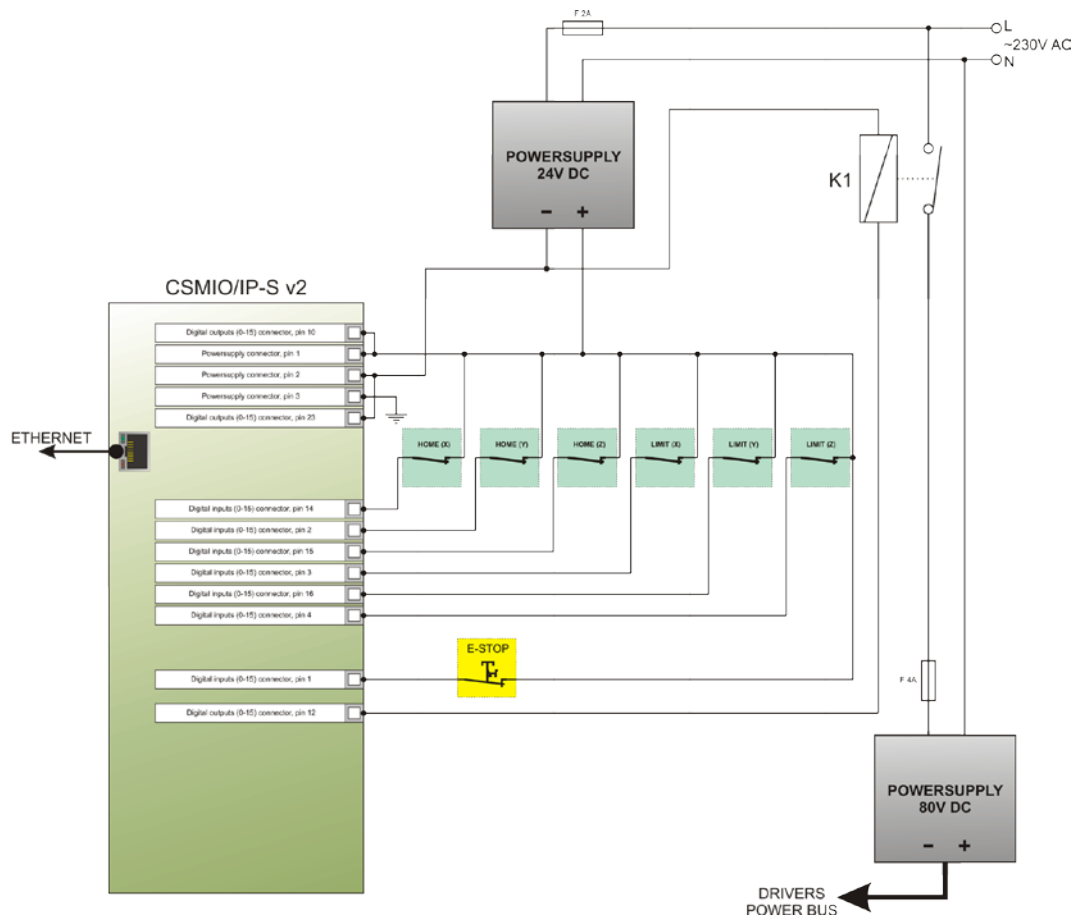 F 2A
L
~230V AC
N
POWERSUPPLY
24V DC
- +
K1
CSMIO/IP-S v2
Digital outputs (0-15) connector, pin 10
Powersupply connector, pin 1
Powersupply connector, pin 2
Powersupply connector, pin 3
Digital outputs (0-15) connector, pin 23
ETHERNET
HOME (X)
HOME (Y)
HOME (Z)
LIMIT (X)
LIMIT (Y)
LIMIT (Z)
Digital inputs (0-15) connector, pin 14
Digital inputs (0-15) connector, pin 2
Digital inputs (0-15) connector, pin 15
Digital inputs (0-15) connector, pin 3
Digital inputs (0-15) connector, pin 16
Digital inputs (0-15) connector, pin 4
E-STOP
Digital inputs (0-15) connector, pin 1
Digital outputs (0-15) connector, pin 12
F 4A
POWERSUPPLY
80V DC
- +
DRIVERS
POWER BUS